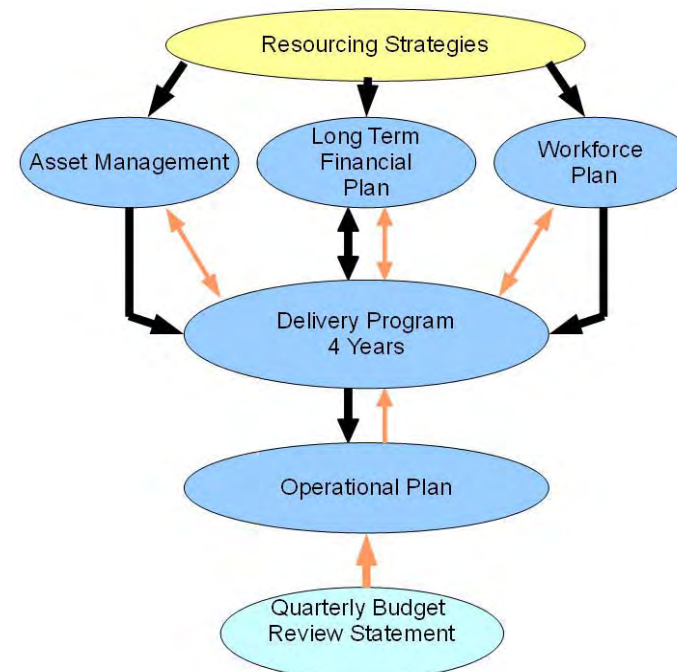 Resourcing Strategies
Asset Management
Long Term
Financial
Plan
Workforce
Plan
Delivery Program
4 Years
Operational Plan
Quarterly Budget
Review Statement